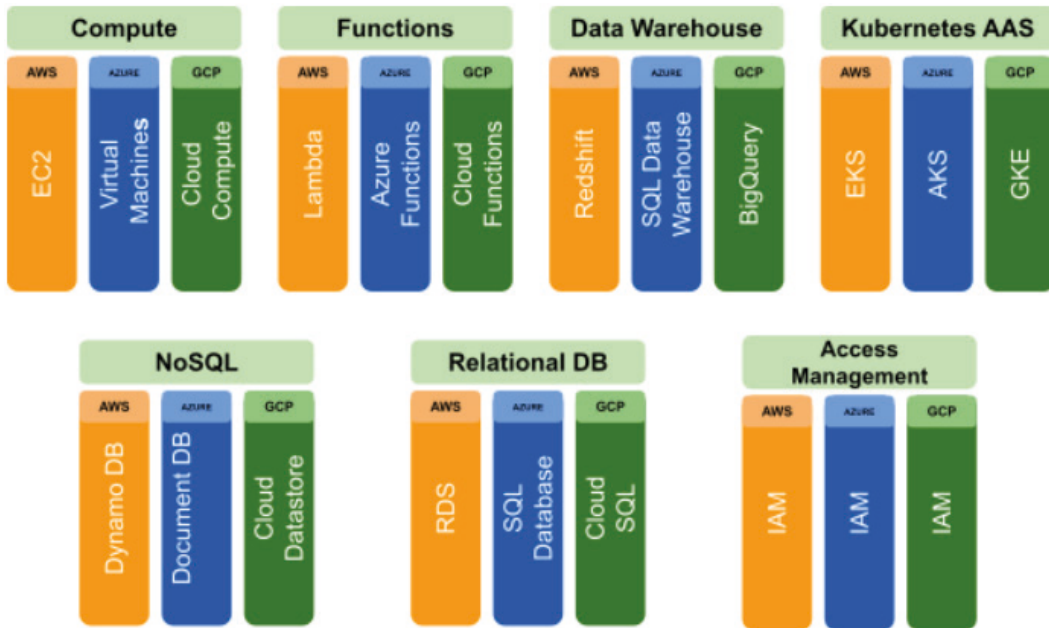 Compute
AWS
AZURE
GCP
EC2
Virtual
Machines
Cloud
Compute
Functions
AWS
AZURE
GCP
Lambda
Azure
Functions
Cloud
Functions
Data Warehouse
AWS
AZURE
GCP
Redshift
SQL Data
Warehouse
BigQuery
Kubernetes AAS
AWS
AZURE
GCP
EKS
AKS
GKE
NoSQL
AWS
AZURE
GCP
Dynamo DB
Document DB
Cloud
Datastore
Relational DB
AWS
AZURE
GCP
RDS
SQL
Database
Cloud
SQL
Access
Management
AWS
AZURE
GCP
IAM
IAM
IAM